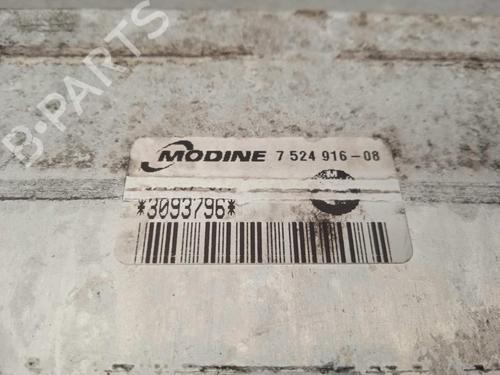 B-PARTS
MODINE 7 524 916-08
M
*3093796*